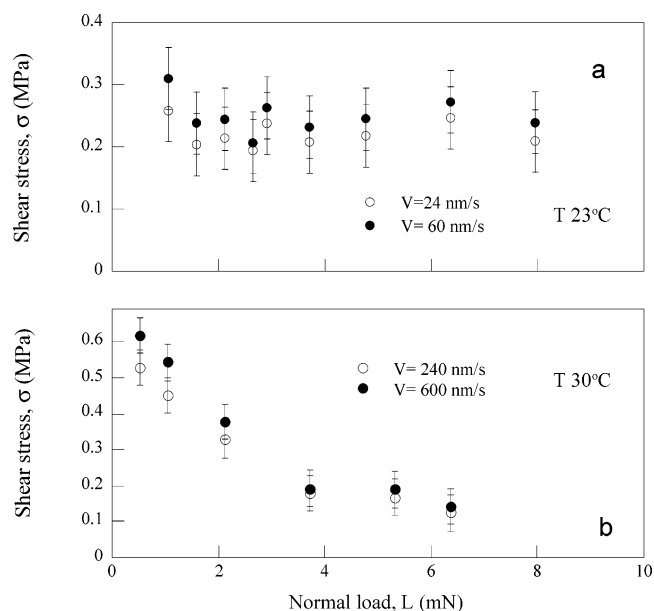 0.4
a
0.3
Shear stress, σ (MPa)
0.2
V=24 nm/s
0.1
V= 60 nm/s
T 23°C
0
0.6
V= 240 nm/s
T 30°C
0.5
V= 600 nm/s
Shear stress, σ (MPa)
0.4
0.3
0.2
0.1
b
0
0 2 4 6 8 10
Normal load, L (mN)